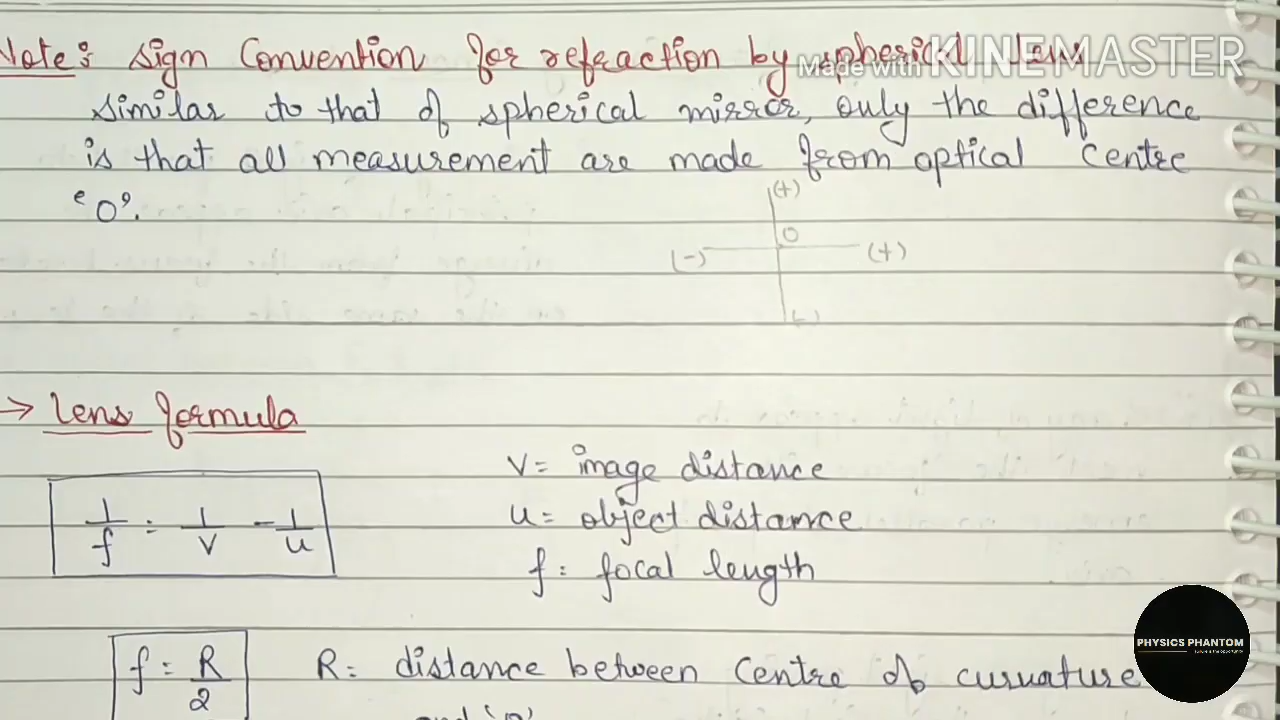 Note: Sign Convention for refraction by spherical lens
Made with KINEMASTER
Similar to that of spherical mirror, only the difference
is that all measurement are made from optical centre
'O'.
(+)
O
(-) (+)
(-)
→ Lens formula
1/f = 1/v - 1/u
v = image distance
u = object distance
f = focal length
f = R/2
R = distance between Centre of curvature
and 'O'
PHYSICS PHANTOM